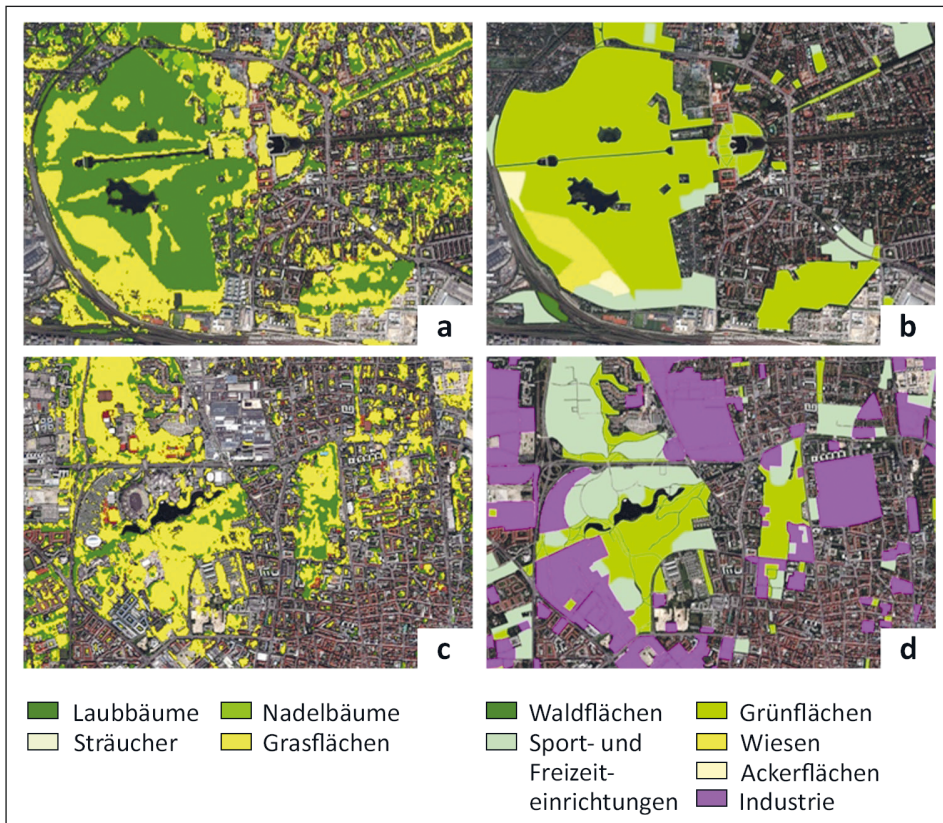 a
b
c
d
Laubbäume
Nadelbäume
Sträucher
Grasflächen
Waldflächen
Sport- und
Freizeit-
einrichtungen
Grünflächen
Wiesen
Ackerflächen
Industrie